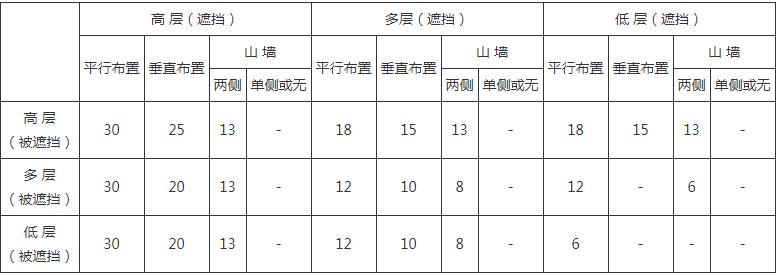 高 层（遮挡） 多层（遮挡） 低 层（遮挡）
平行布置 垂直布置 山 墙 平行布置 垂直布置 山 墙 平行布置 垂直布置 山 墙
两侧 单侧或无 两侧 单侧或无 两侧 单侧或无
高 层
（被遮挡） 30 25 13 - 18 15 13 - 18 15 13 -
多 层
（被遮挡） 30 20 13 - 12 10 8 - 12 - 6 -
低 层
（被遮挡） 30 20 13 - 12 10 8 - 6 - - -